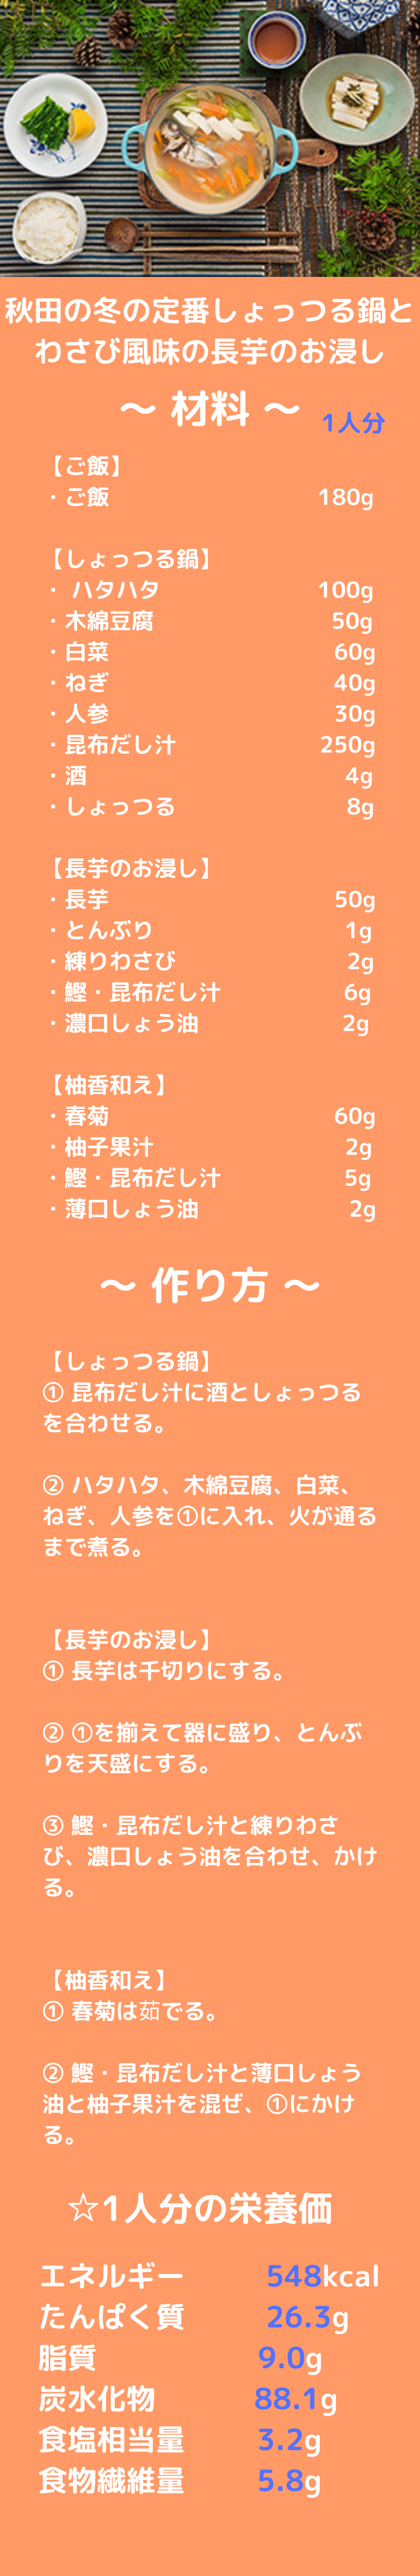 秋田の冬の定番しょっつる鍋と
わさび風味の長芋のお浸し
～ 材料 ～ 1人分
【ご飯】
・ご飯 180g
【しょっつる鍋】
・ ハタハタ 100g
・木綿豆腐 50g
・白菜 60g
・ねぎ 40g
・人参 30g
・昆布だし汁 250g
・酒 4g
・しょっつる 8g
【長芋のお浸し】
・長芋 50g
・とんぶり 1g
・練りわさび 2g
・鰹・昆布だし汁 6g
・濃口しょう油 2g
【柚香和え】
・春菊 60g
・柚子果汁 2g
・鰹・昆布だし汁 5g
・薄口しょう油 2g
～ 作り方 ～
【しょっつる鍋】
① 昆布だし汁に酒としょっつる
を合わせる。
② ハタハタ、木綿豆腐、白菜、
ねぎ、人参を①に入れ、火が通る
まで煮る。
【長芋のお浸し】
① 長芋は千切りにする。
② ①を揃えて器に盛り、とんぶ
りを天盛にする。
③ 鰹・昆布だし汁と練りわさ
び、濃口しょう油を合わせ、かけ
る。
【柚香和え】
① 春菊は茹でる。
② 鰹・昆布だし汁と薄口しょう
油と柚子果汁を混ぜ、①にかけ
る。
☆1人分の栄養価
エネルギー 548kcal
たんぱく質 26.3g
脂質 9.0g
炭水化物 88.1g
食塩相当量 3.2g
食物繊維量 5.8g